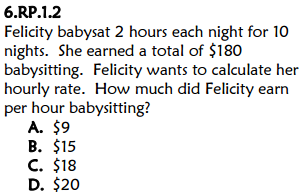 6.RP.1.2
Felicity babysat 2 hours each night for 10
nights. She earned a total of $180
babysitting. Felicity wants to calculate her
hourly rate. How much did Felicity earn
per hour babysitting?
A. $9
B. $15
C. $18
D. $20